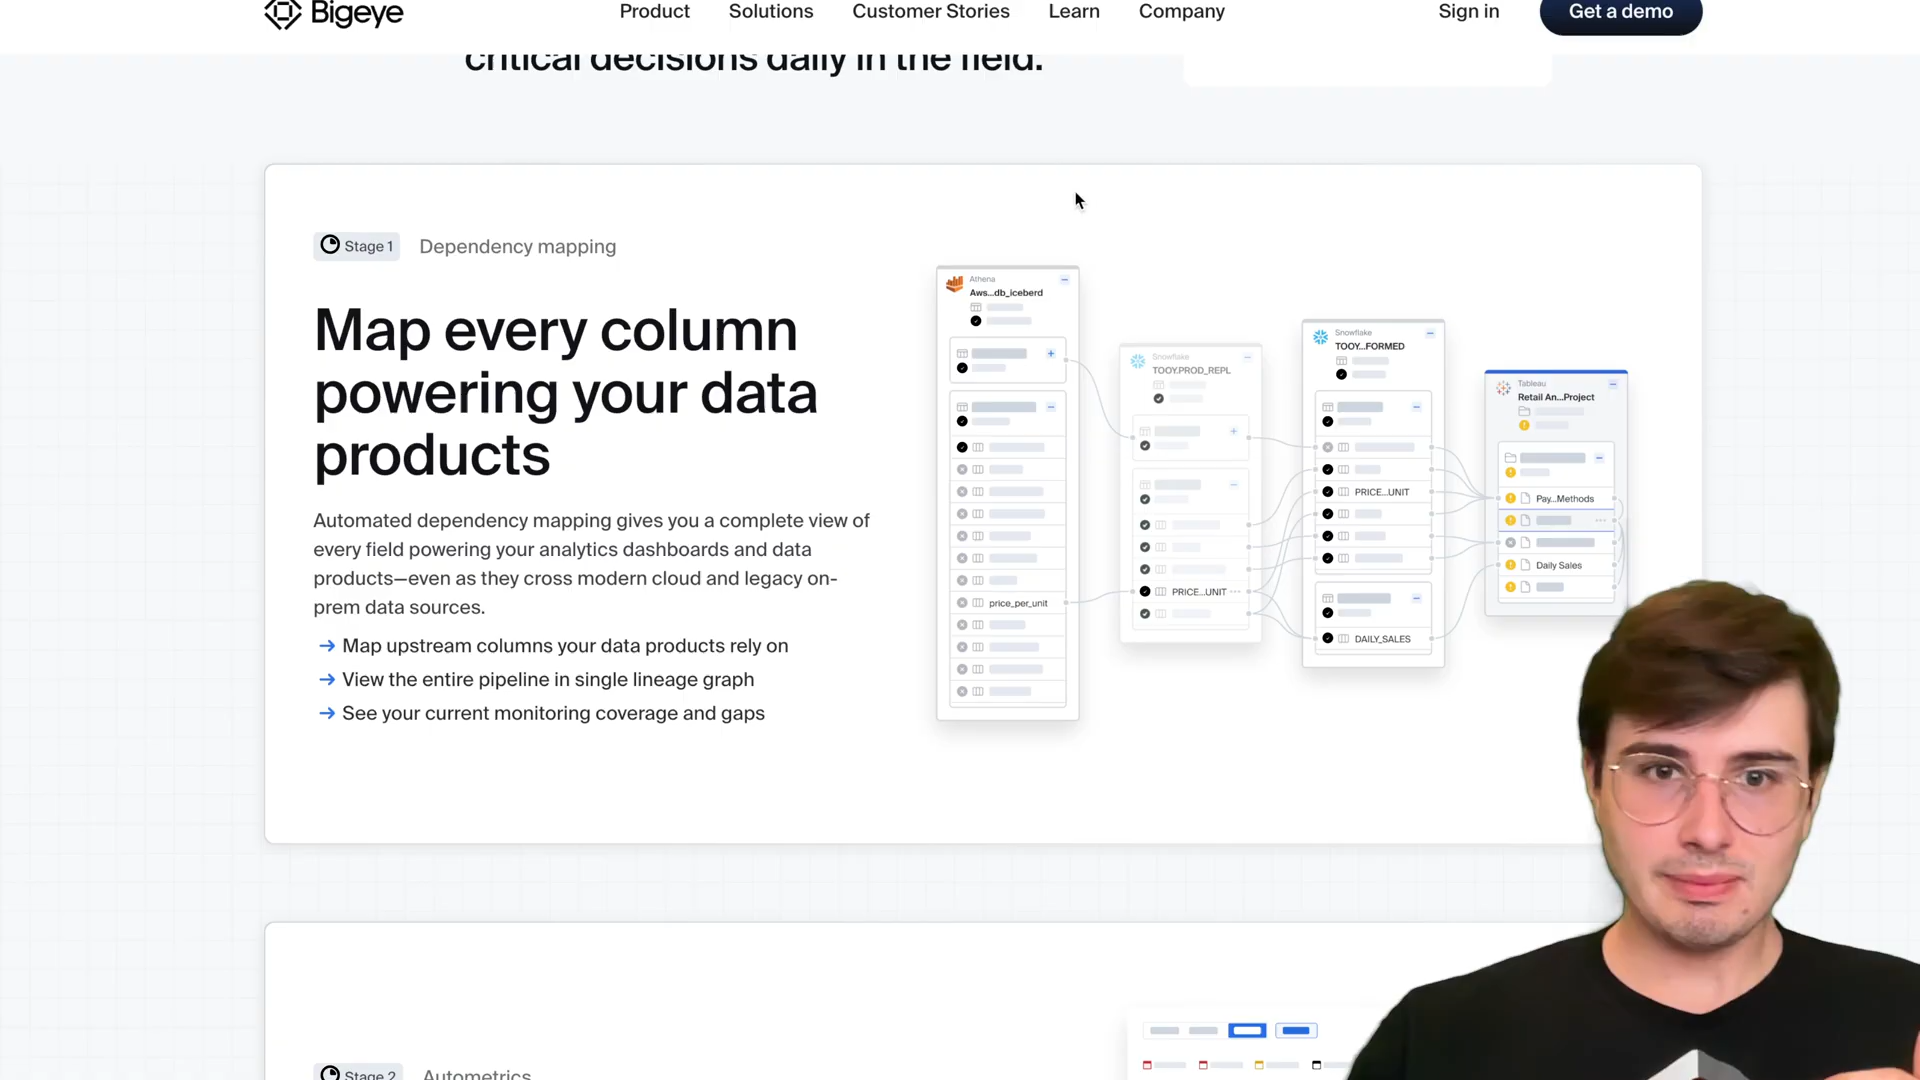 Bigeye
Product
Solutions
Customer Stories
Learn
Company
Sign in
Get a demo
critical decisions daily in the field.
Stage 1
Dependency mapping
Map every column
powering your data
products
Automated dependency mapping gives you a complete view of
every field powering your analytics dashboards and data
products—even as they cross modern cloud and legacy on-
prem data sources.
→ Map upstream columns your data products rely on
→ View the entire pipeline in single lineage graph
→ See your current monitoring coverage and gaps
Athena
Aws...db_iceberd
price_per_unit
Snowflake
TOOY.PROD_REPL
PRICE...UNIT
Snowflake
TOOY...FORMED
PRICE...UNIT
DAILY_SALES
Tableau
Retail An...Project
Pay...Methods
Daily Sales
Stage 2
Autometrics